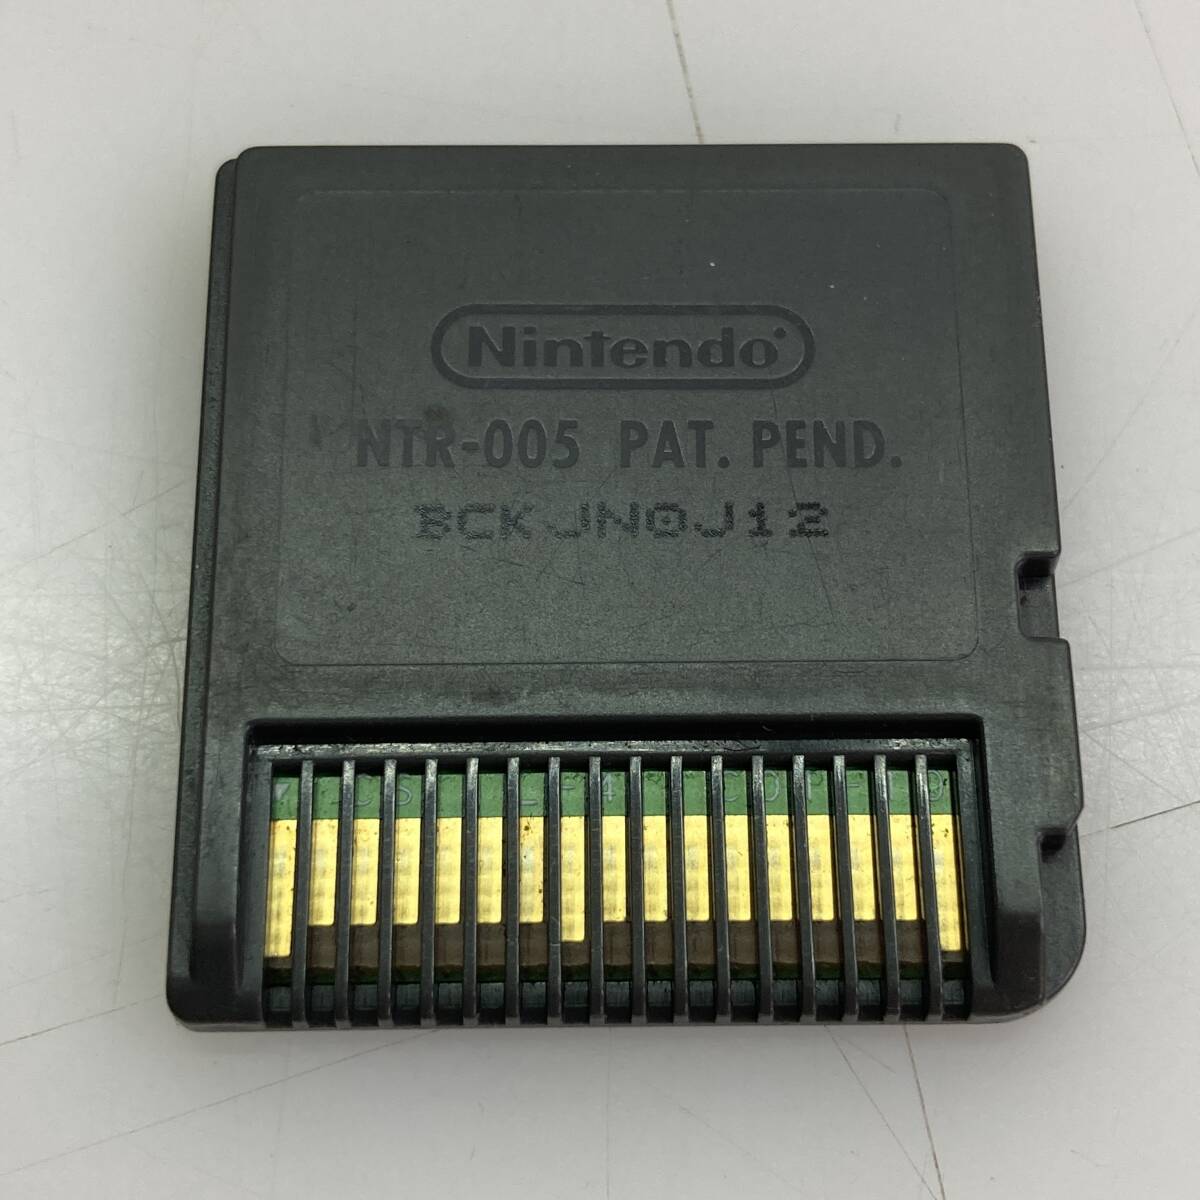 Nintendo
NTR-005 PAT. PEND.
BCKJN0J12